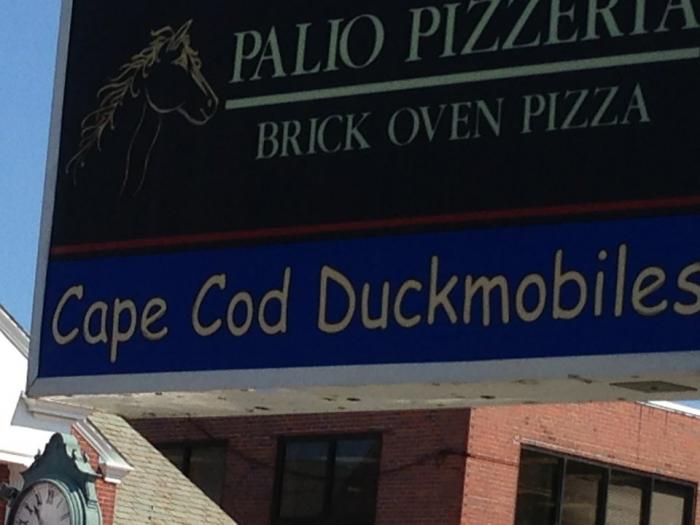 PALIO PIZZERIA
BRICK OVEN PIZZA
Cape Cod Duckmobiles